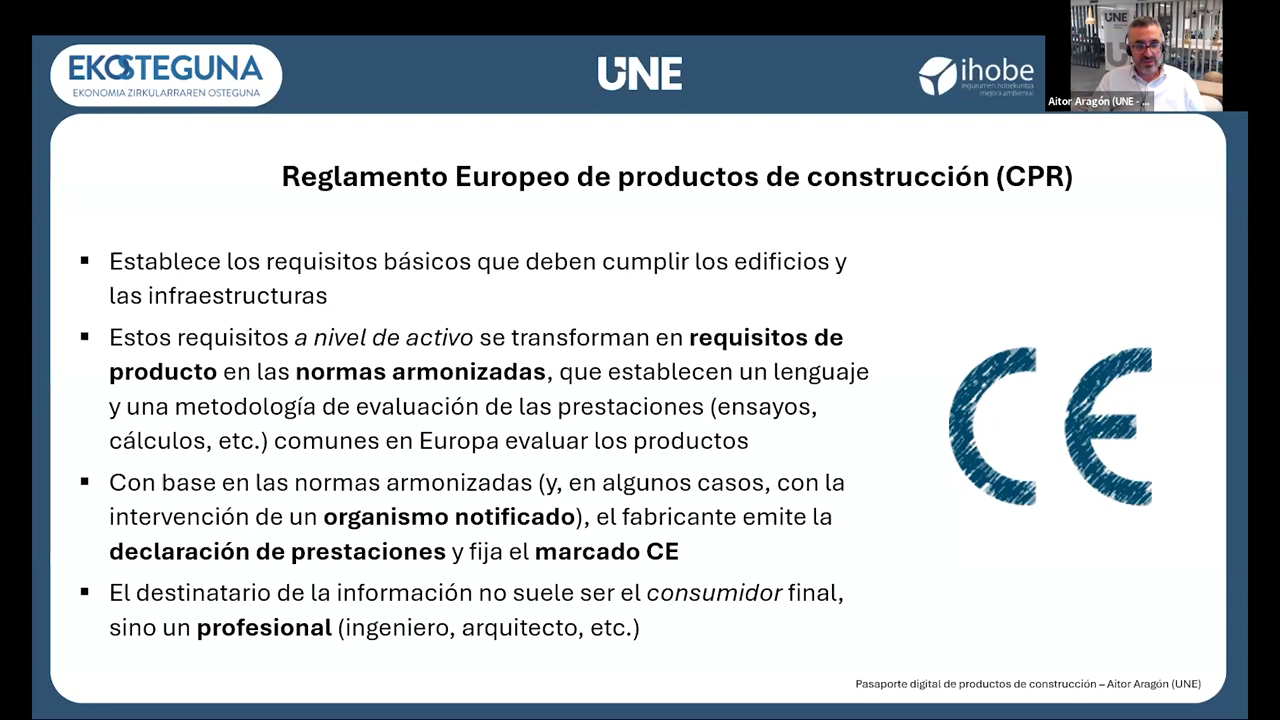 EKOSTEGUNA
EKONOMIA ZIRKULARRAREN OSTEGUNA
UNE
ihobe
ingurumen hobekuntza
mejora ambiental
UNE
Aitor Aragón (UNE - ...
Reglamento Europeo de productos de construcción (CPR)
▪ Establece los requisitos básicos que deben cumplir los edificios y
las infraestructuras
▪ Estos requisitos a nivel de activo se transforman en requisitos de
producto en las normas armonizadas, que establecen un lenguaje
y una metodología de evaluación de las prestaciones (ensayos,
cálculos, etc.) comunes en Europa evaluar los productos
▪ Con base en las normas armonizadas (y, en algunos casos, con la
intervención de un organismo notificado), el fabricante emite la
declaración de prestaciones y fija el marcado CE
▪ El destinatario de la información no suele ser el consumidor final,
sino un profesional (ingeniero, arquitecto, etc.)
CE
Pasaporte digital de productos de construcción – Aitor Aragón (UNE)